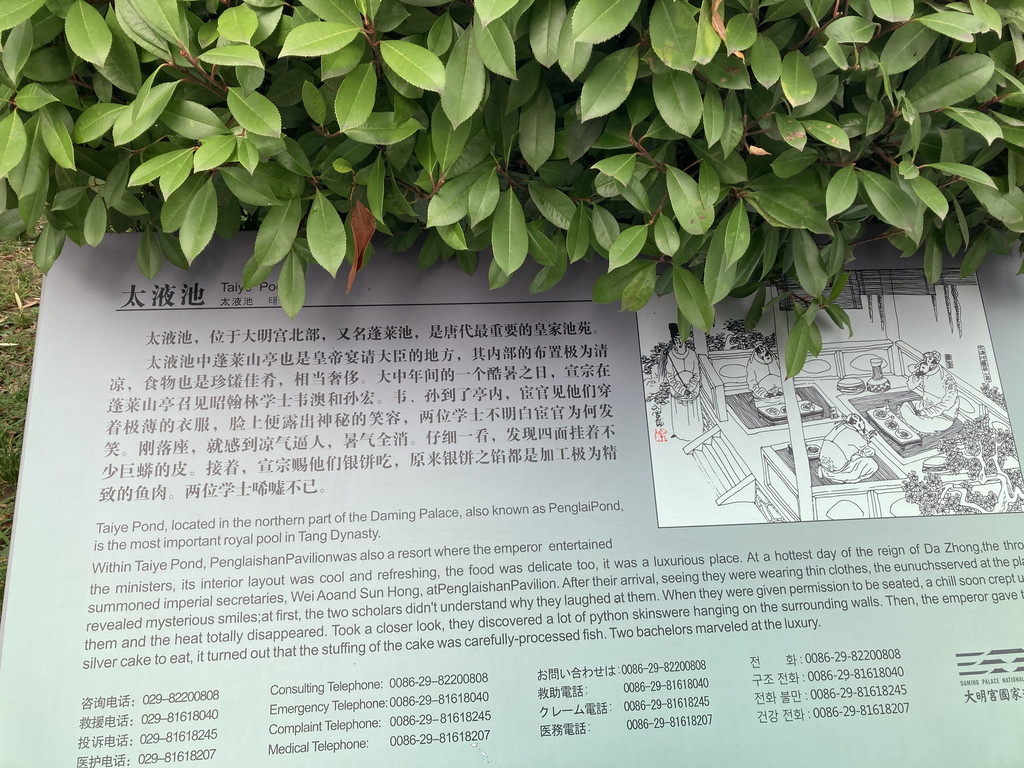 太液池
Taiye
太液池
太液池，位于大明宫北部，又名蓬莱池，是唐代最重要的皇家池苑。
太液池中蓬莱山亭也是皇帝宴请大臣的地方，其内部的布置极为清
凉，食物也是珍馐佳肴，相当奢侈。大中年间的一个酷暑之日，宣宗在
蓬莱山亭召见昭翰林学士韦澳和孙宏。韦、孙到了亭内，宦官见他们穿
着极薄的衣服，脸上便露出神秘的笑容，两位学士不明白宦官为何发
笑。刚落座，就感到凉气逼人，暑气全消。仔细一看，发现四面挂着不
少巨蟒的皮。接着，宣宗赐他们银饼吃，原来银饼之馅都是加工极为精
致的鱼肉。两位学士唏嘘不已。
Taiye Pond, located in the northern part of the Daming Palace, also known as PenglaiPond,
is the most important royal pool in Tang Dynasty.
Within Taiye Pond, PenglaishanPavilionwas also a resort where the emperor entertained
the ministers, its interior layout was cool and refreshing, the food was delicate too, it was a luxurious place. At a hottest day of the reign of Da Zhong,the
summoned imperial secretaries, Wei Aoand Sun Hong, atPenglaishanPavilion. After their arrival, seeing they were wearing thin clothes, the eunuchsserved at the
revealed mysterious smiles;at first, the two scholars didn't understand why they laughed at them. When they were given permission to be seated, a chill soon crept
them and the heat totally disappeared. Took a closer look, they discovered a lot of python skinswere hanging on the surrounding walls. Then, the emperor gave
silver cake to eat, it turned out that the stuffing of the cake was carefully-processed fish. Two bachelors marveled at the luxury.
咨询电话：029-82200808
救援电话：029-81618040
投诉电话：029-81618245
医护电话：029-81618207
Consulting Telephone: 0086-29-82200808
Emergency Telephone:0086-29-81618040
Complaint Telephone: 0086-29-81618245
Medical Telephone: 0086-29-81618207
お問い合わせは:0086-29-82200808
救助電話： 0086-29-81618040
クレーム電話： 0086-29-81618245
医務電話： 0086-29-81618207
전 화 : 0086-29-82200808
구조 전화 : 0086-29-81618040
전화 불만 : 0086-29-81618245
건강 전화 : 0086-29-81618207
DAMING PALACE NATIONAL
大明宫國家